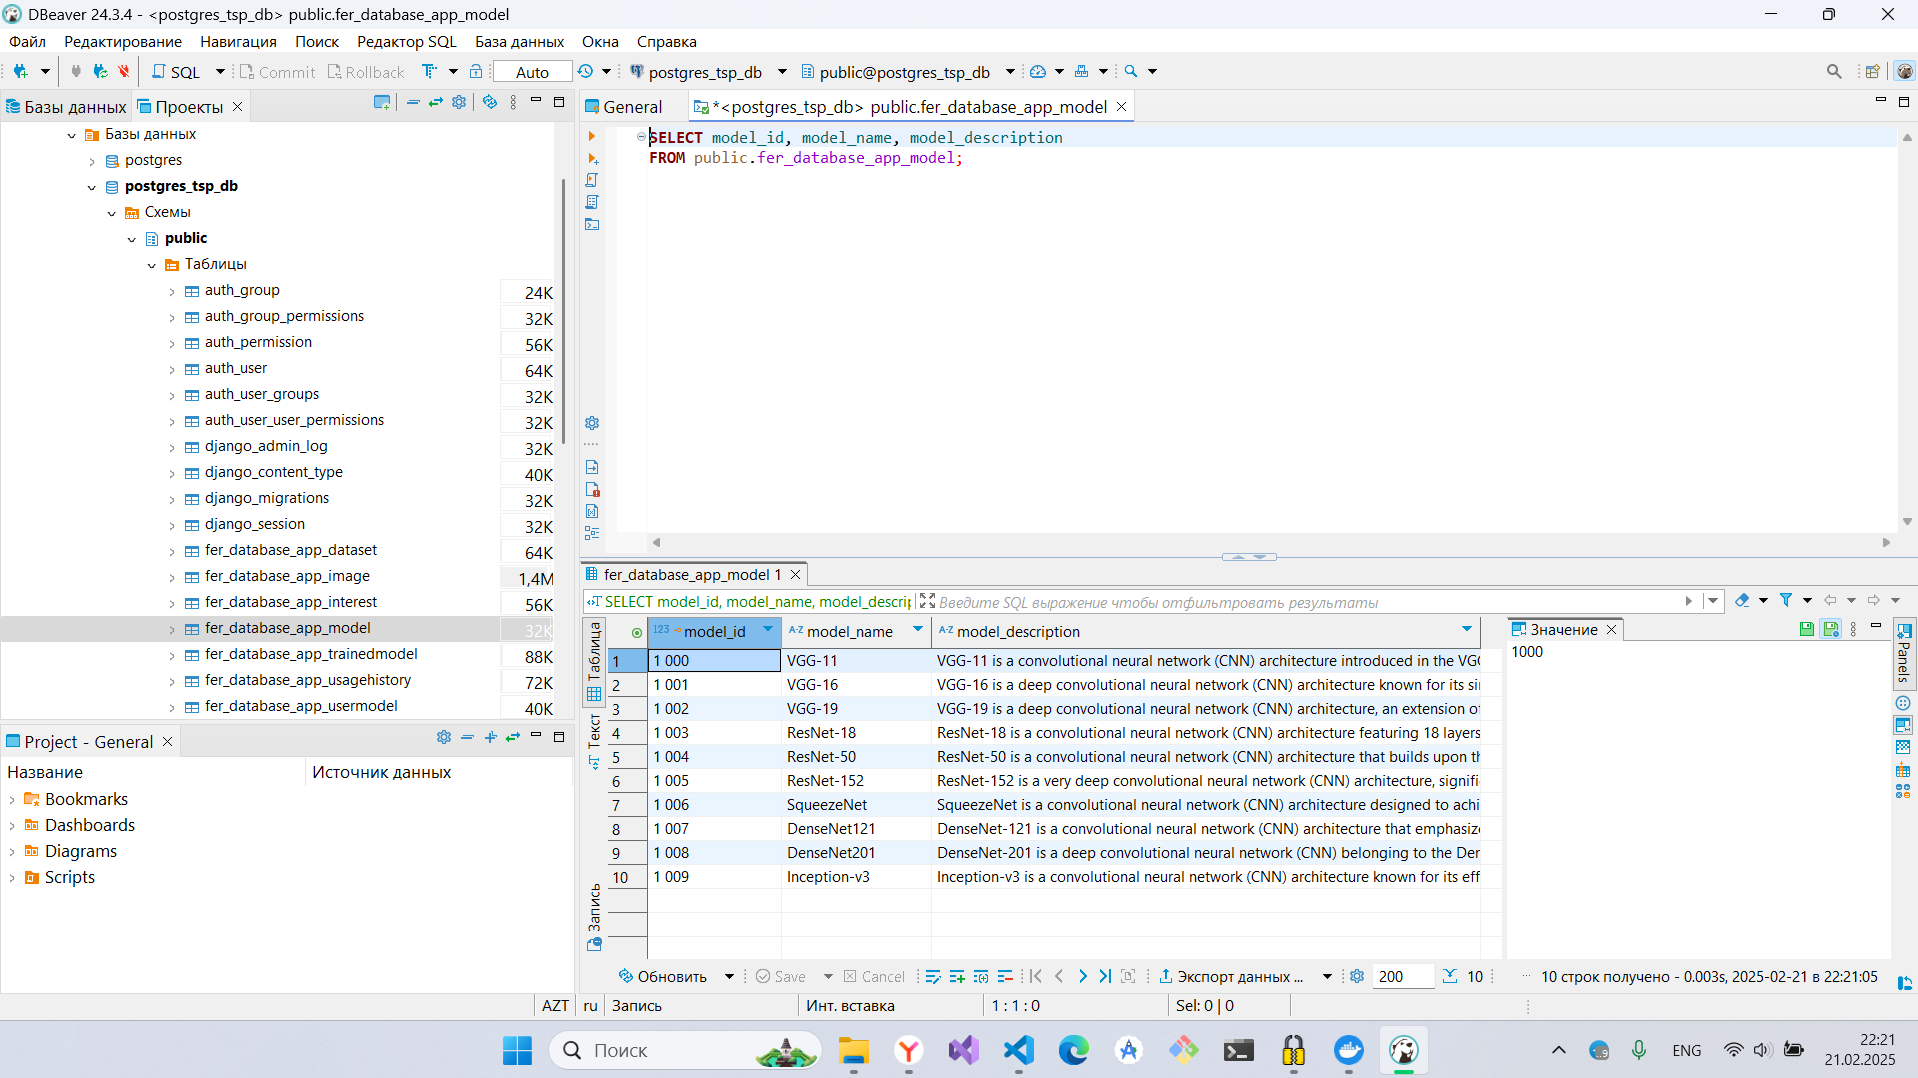 DBeaver 24.3.4 - <postgres_tsp_db> public.fer_database_app_model
Файл Редактирование Навигация Поиск Редактор SQL База данных Окна Справка
SQL Commit Rollback Auto postgres_tsp_db public@postgres_tsp_db
Базы данных Проекты
Базы данных
postgres
postgres_tsp_db
Схемы
public
Таблицы
auth_group 24K
auth_group_permissions 32K
auth_permission 56K
auth_user 64K
auth_user_groups 32K
auth_user_user_permissions 32K
django_admin_log 32K
django_content_type 40K
django_migrations 32K
django_session 32K
fer_database_app_dataset 64K
fer_database_app_image 1,4M
fer_database_app_interest 56K
fer_database_app_model 32K
fer_database_app_trainedmodel 88K
fer_database_app_usagehistory 72K
fer_database_app_usermodel 40K
Project - General
Название Источник данных
Bookmarks
Dashboards
Diagrams
Scripts
General *<postgres_tsp_db> public.fer_database_app_model
SELECT model_id, model_name, model_description
FROM public.fer_database_app_model;
fer_database_app_model 1
SELECT model_id, model_name, model_descrip Введите SQL выражение чтобы отфильтровать результаты
Таблица
Текст
Запись
123 model_id A-Z model_name A-Z model_description
1 1 000 VGG-11 VGG-11 is a convolutional neural network (CNN) architecture introduced in the VGG
2 1 001 VGG-16 VGG-16 is a deep convolutional neural network (CNN) architecture known for its si
3 1 002 VGG-19 VGG-19 is a deep convolutional neural network (CNN) architecture, an extension of
4 1 003 ResNet-18 ResNet-18 is a convolutional neural network (CNN) architecture featuring 18 layers
5 1 004 ResNet-50 ResNet-50 is a convolutional neural network (CNN) architecture that builds upon th
6 1 005 ResNet-152 ResNet-152 is a very deep convolutional neural network (CNN) architecture, signifi
7 1 006 SqueezeNet SqueezeNet is a convolutional neural network (CNN) architecture designed to achi
8 1 007 DenseNet121 DenseNet-121 is a convolutional neural network (CNN) architecture that emphasize
9 1 008 DenseNet201 DenseNet-201 is a deep convolutional neural network (CNN) belonging to the Den
10 1 009 Inception-v3 Inception-v3 is a convolutional neural network (CNN) architecture known for its eff
Значение
1000
Panels
Обновить Save Cancel Экспорт данных ... 200 10 10 строк получено - 0.003s, 2025-02-21 в 22:21:05
AZT ru Запись Инт. вставка 1 : 1 : 0 Sel: 0 | 0
Поиск ENG 22:21
21.02.2025